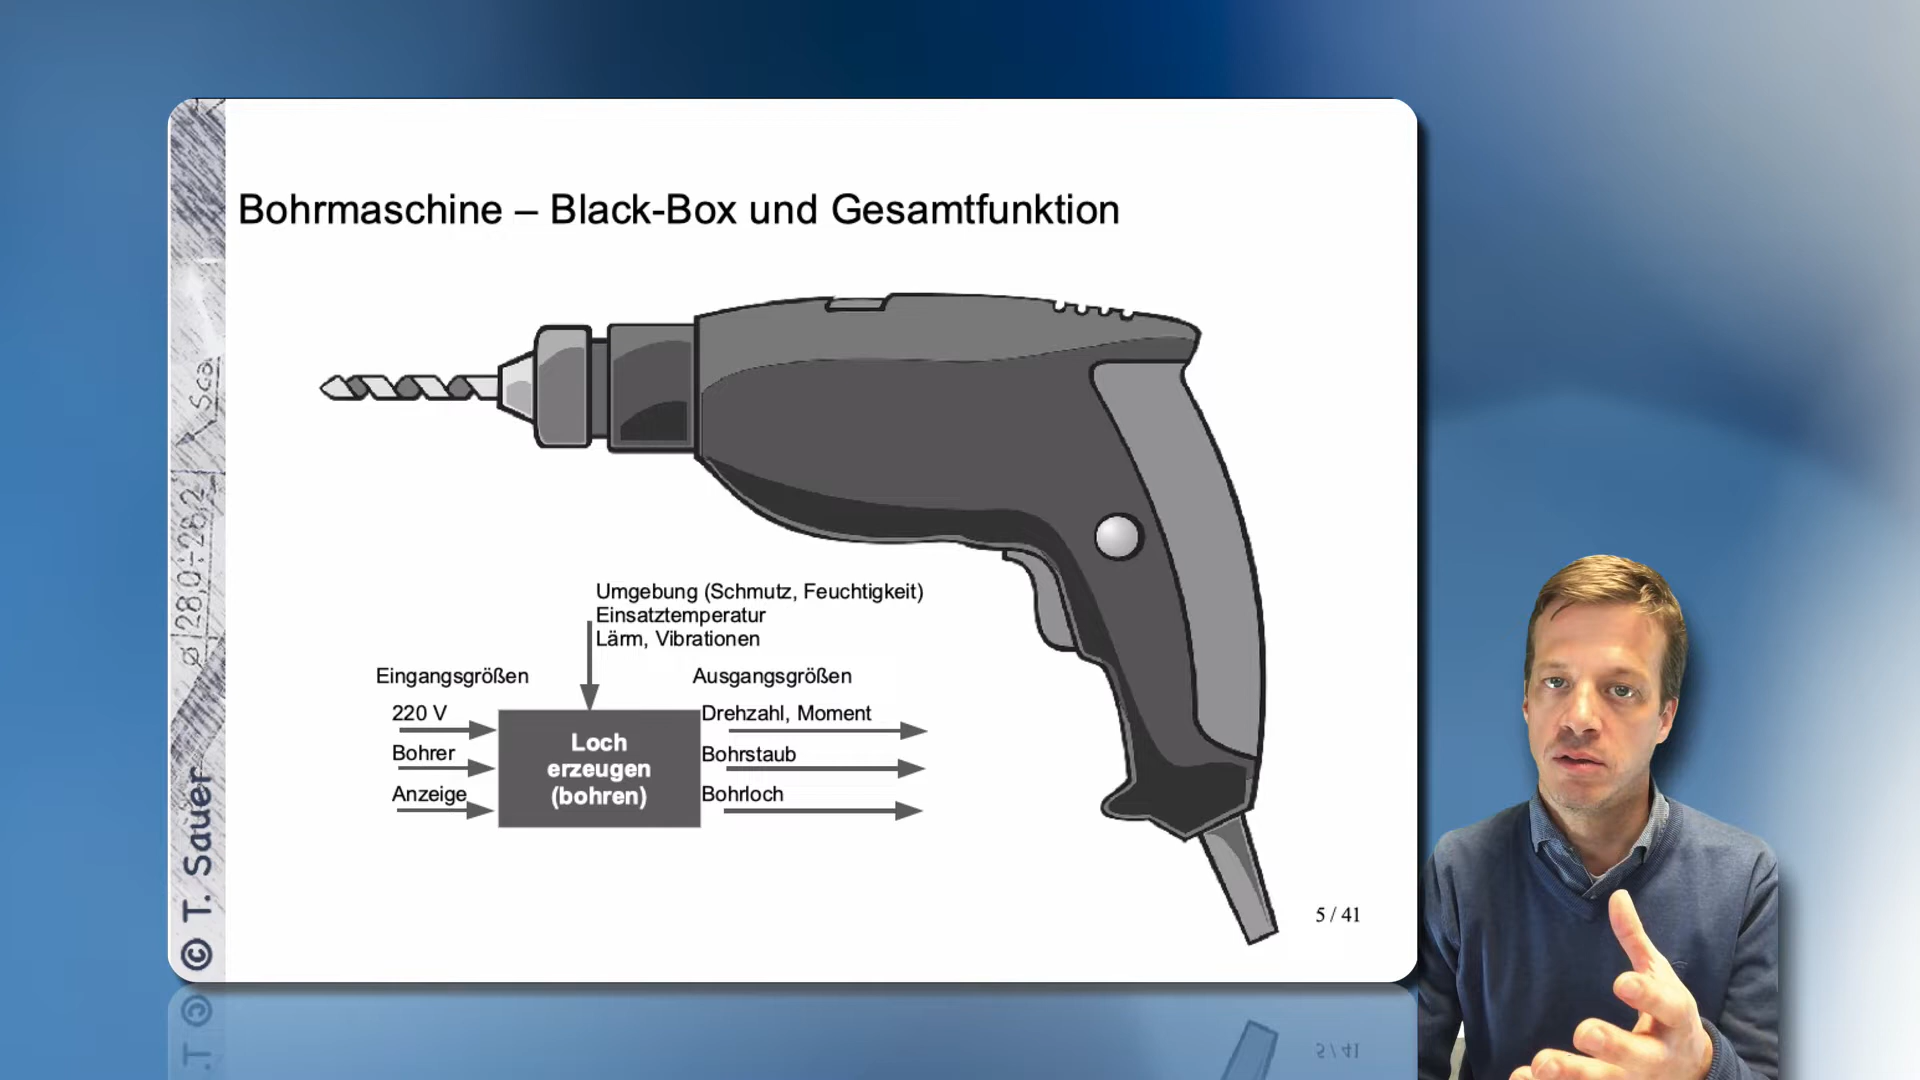 Bohrmaschine – Black-Box und Gesamtfunktion
Umgebung (Schmutz, Feuchtigkeit)
Einsatztemperatur
Lärm, Vibrationen
Eingangsgrößen
Ausgangsgrößen
220 V
Bohrer
Anzeige
Loch
erzeugen
(bohren)
Drehzahl, Moment
Bohrstaub
Bohrloch
5 / 41
© T. Sauer